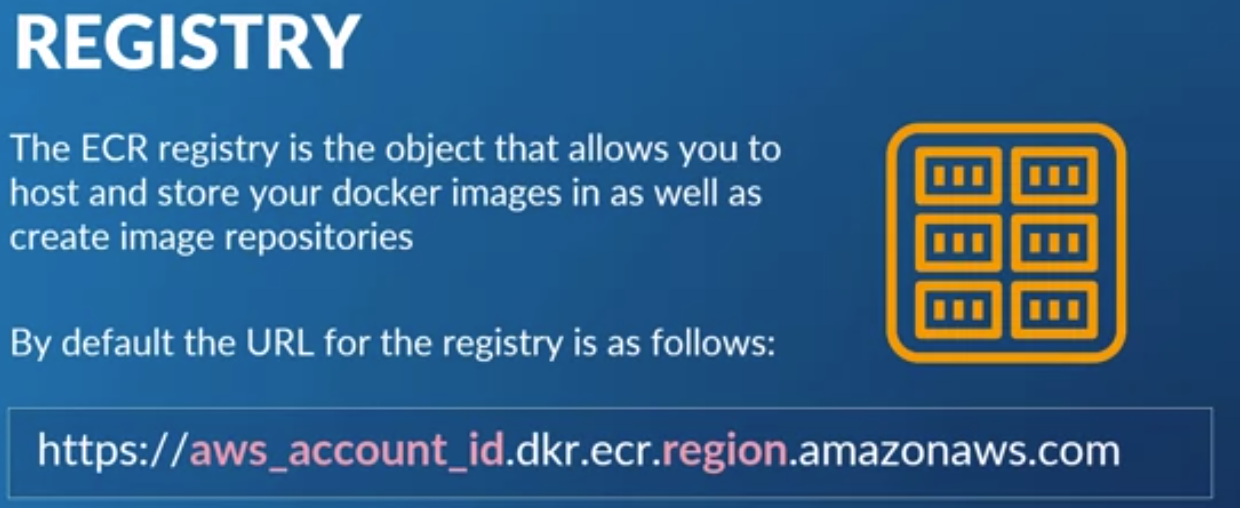 REGISTRY
The ECR registry is the object that allows you to
host and store your docker images in as well as
create image repositories
By default the URL for the registry is as follows:
https://aws_account_id.dkr.ecr.region.amazonaws.com